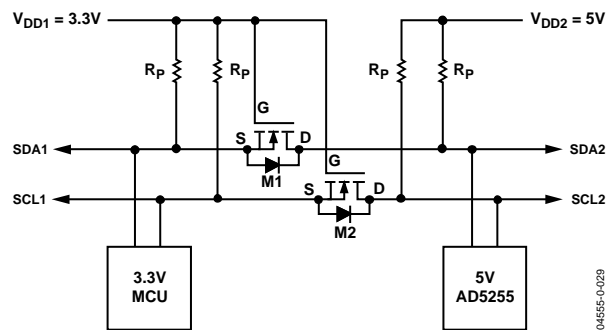 VDD1 = 3.3V
VDD2 = 5V
RP
RP
RP
RP
G
S
D
SDA1
SDA2
M1
G
S
D
SCL1
SCL2
M2
3.3V
MCU
5V
AD5255
04555-0-029